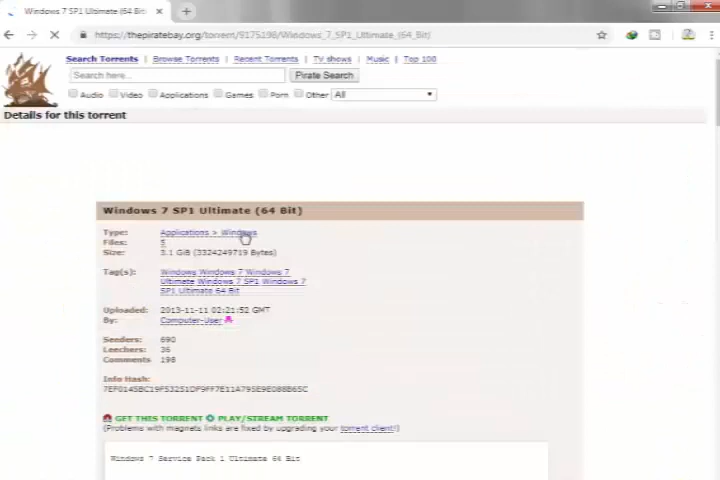 Windows 7 SP1 Ultimate (64 Bit
https://thepiratebay.org/torrent/9175198/Windows_7_SP1_Ultimate_(64_Bit)
Search Torrents | Browse Torrents | Recent Torrents | TV shows | Music | Top 100
Search here... Pirate Search
Audio Video Applications Games Porn Other All
Details for this torrent
Windows 7 SP1 Ultimate (64 Bit)
Type: Applications > Windows
Files: 5
Size: 3.1 GiB (3324249719 Bytes)
Tag(s): Windows Windows 7 Windows 7
Ultimate Windows 7 SP1 Windows 7
SP1 Ultimate 64 Bit
Uploaded: 2013-11-11 02:21:52 GMT
By: Computer-User
Seeders: 690
Leechers: 36
Comments 198
Info Hash:
GET THIS TORRENT PLAY/STREAM TORRENT
(Problems with magnets links are fixed by upgrading your torrent client!)
Windows 7 Service Pack 1 Ultimate 64 Bit